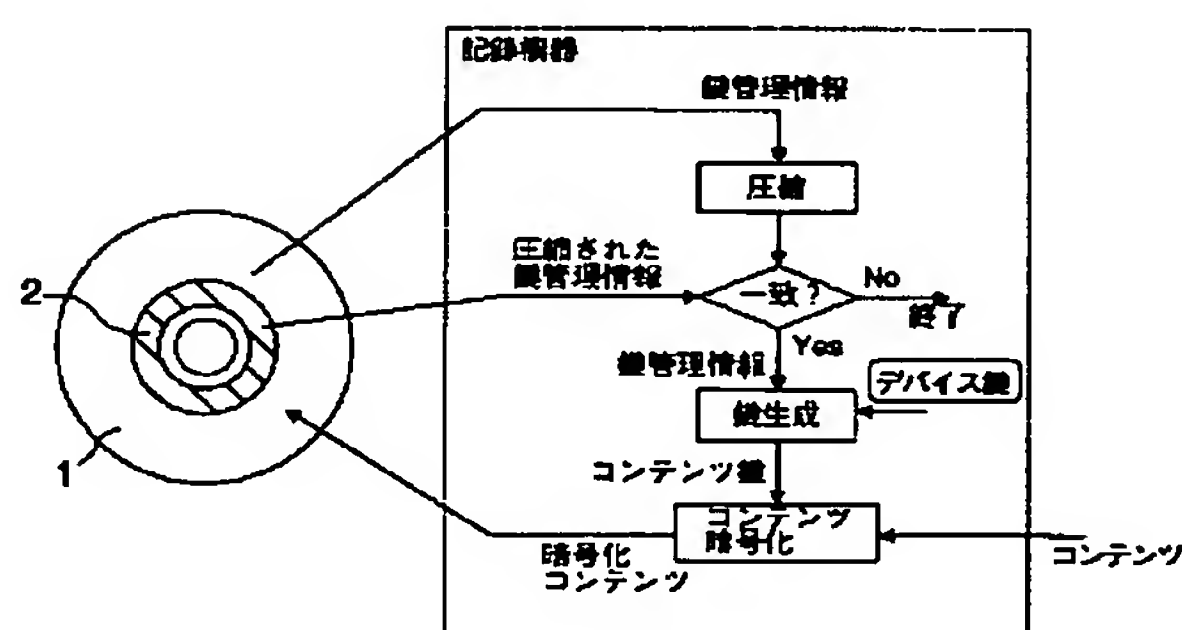 記録機器
鍵管理情報
圧縮
圧縮された
鍵管理情報
一致?
No
終了
2
Yes
鍵管理情報
デバイス鍵
鍵生成
1
コンテンツ鍵
コンテンツ
暗号化
暗号化
コンテンツ
コンテンツ